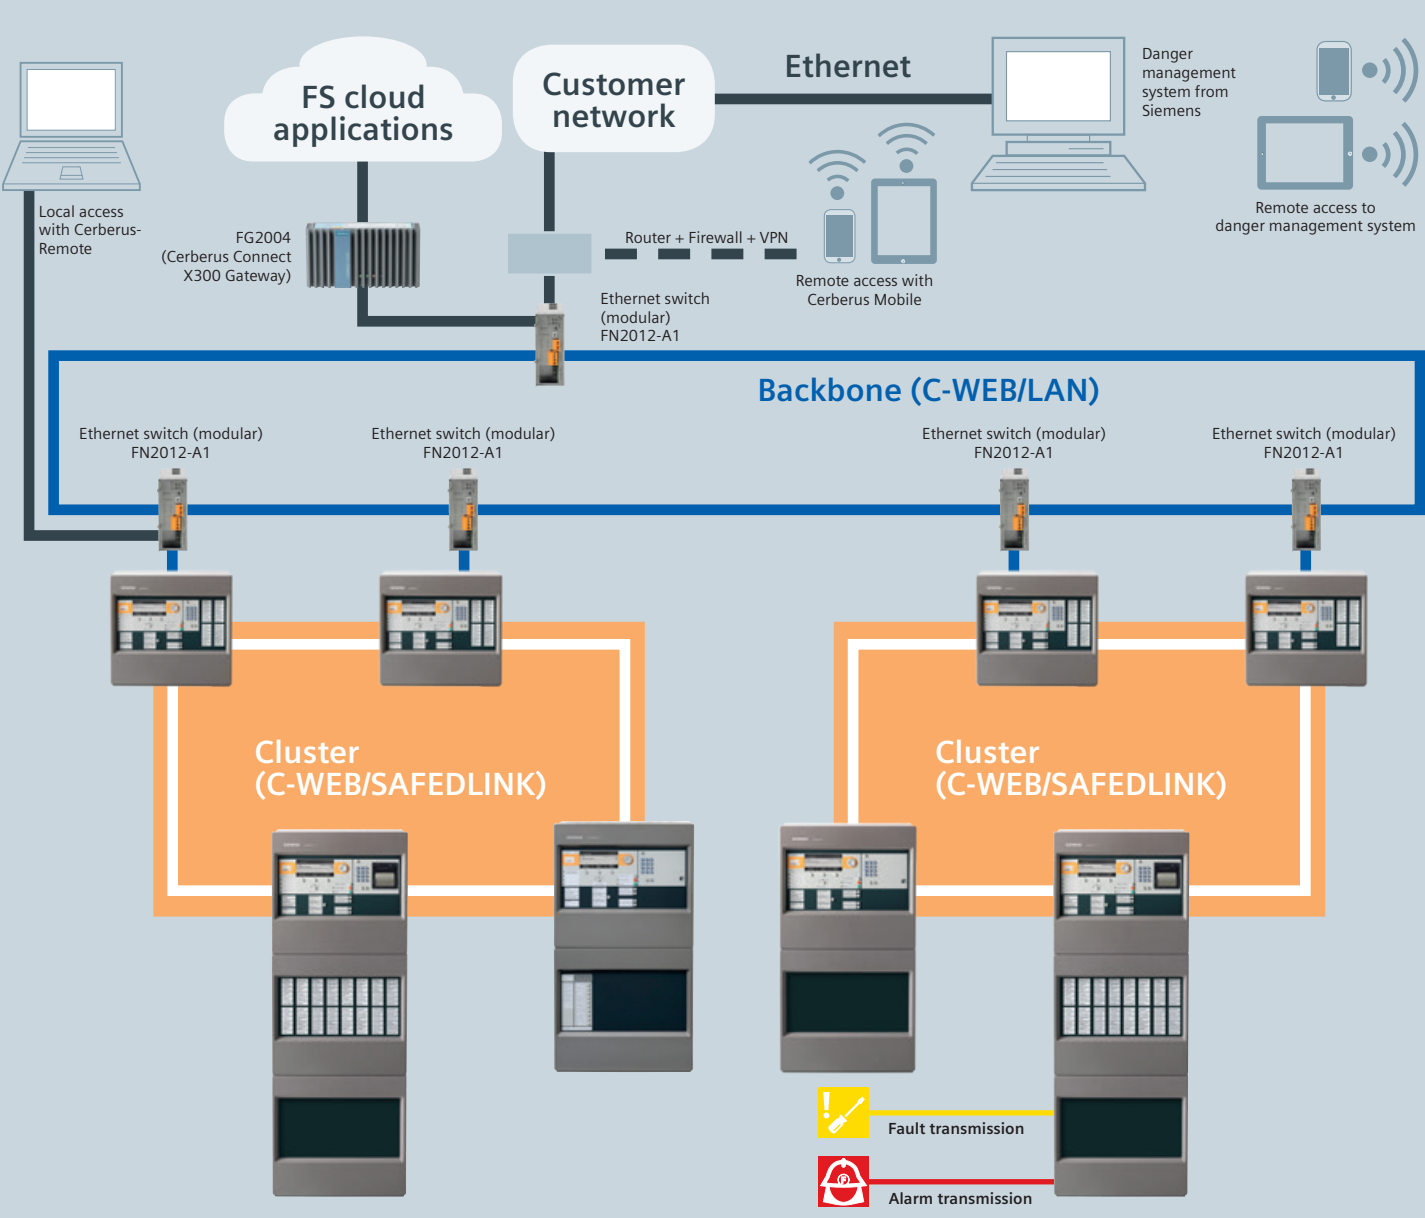 FS cloud
applications
Customer
network
Ethernet
Danger
management
system from
Siemens
Local access
with Cerberus-
Remote
FG2004
(Cerberus Connect
X300 Gateway)
Router + Firewall + VPN
Remote access with
Cerberus Mobile
Remote access to
danger management system
Ethernet switch
(modular)
FN2012-A1
Backbone (C-WEB/LAN)
Ethernet switch (modular)
FN2012-A1
Ethernet switch (modular)
FN2012-A1
Ethernet switch (modular)
FN2012-A1
Ethernet switch (modular)
FN2012-A1
Cluster
(C-WEB/SAFEDLINK)
Cluster
(C-WEB/SAFEDLINK)
Fault transmission
Alarm transmission